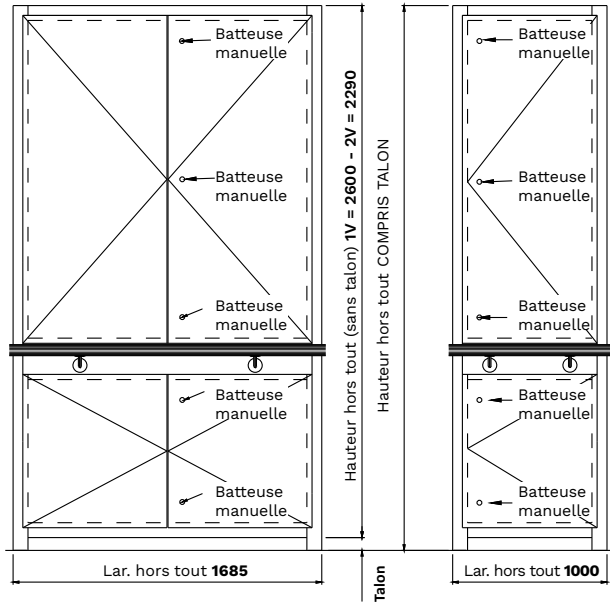 Batteuse
manuelle
Batteuse
manuelle
Batteuse
manuelle
Batteuse
manuelle
Batteuse
manuelle
Hauteur hors tout (sans talon) 1V = 2600 - 2V = 2290
Hauteur hors tout COMPRIS TALON
Batteuse
manuelle
Batteuse
manuelle
Batteuse
manuelle
Batteuse
manuelle
Batteuse
manuelle
Lar. hors tout 1685
Talon
Lar. hors tout 1000